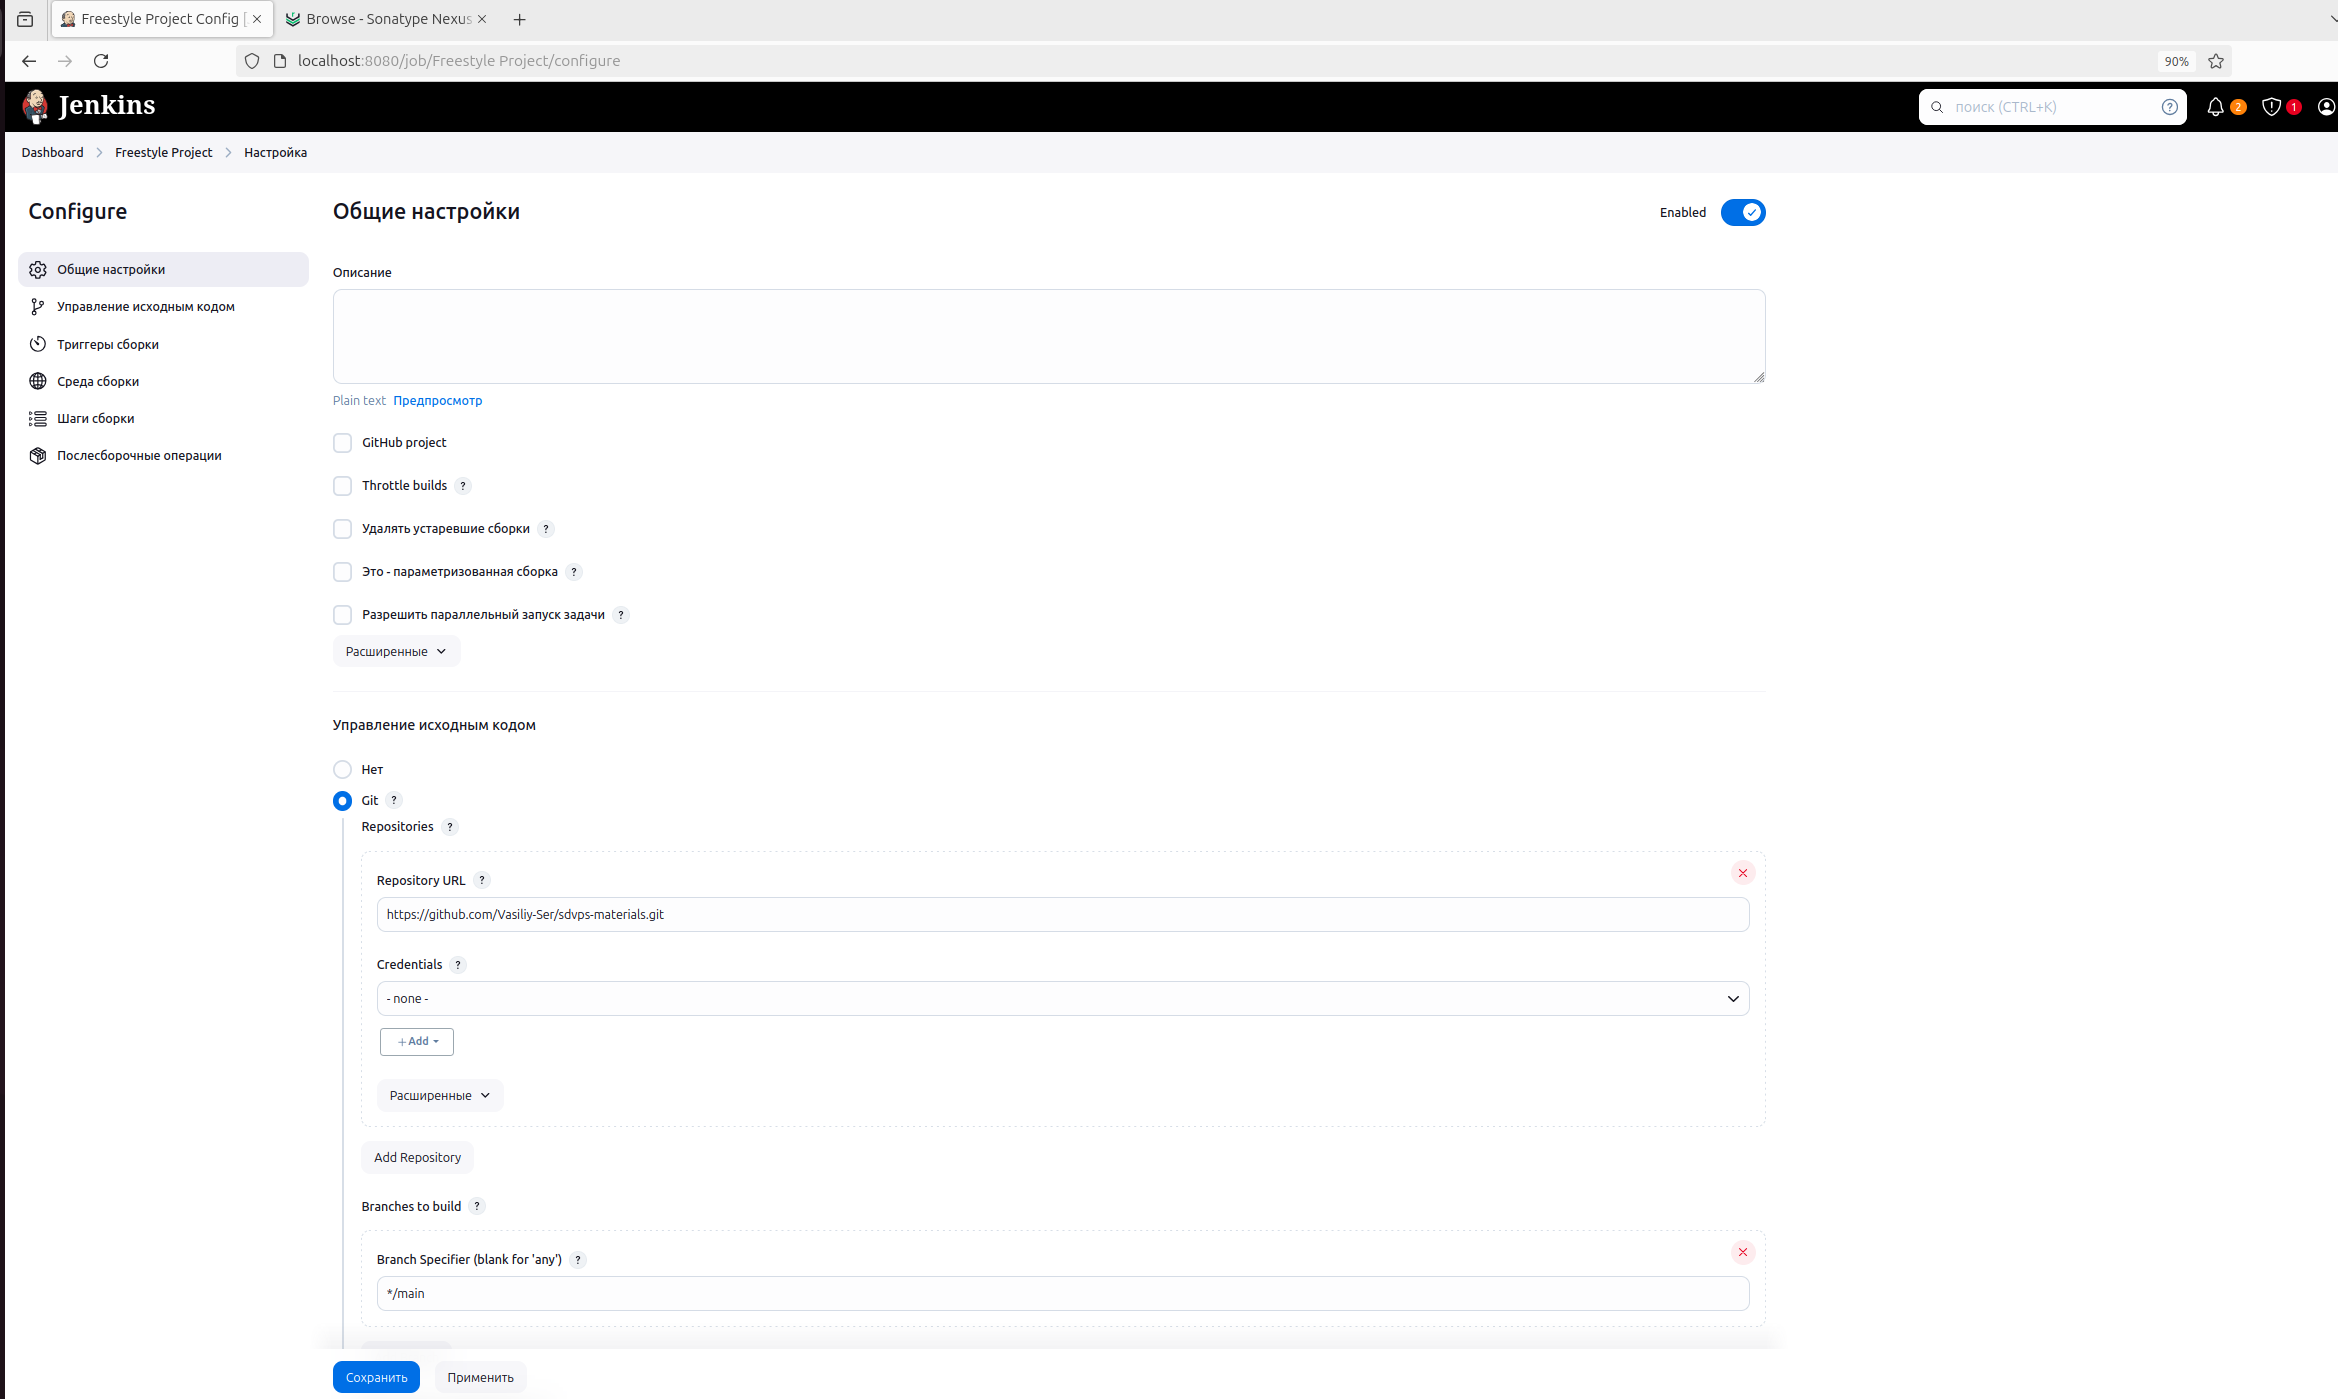 Freestyle Project Config [
Browse - Sonatype Nexus
localhost:8080/job/Freestyle Project/configure
90%
Jenkins
поиск (CTRL+K)
?
2
1
Dashboard
Freestyle Project
Настройка
Configure
Общие настройки
Управление исходным кодом
Триггеры сборки
Среда сборки
Шаги сборки
Послесборочные операции
Общие настройки
Enabled
Описание
Plain text Предпросмотр
GitHub project
Throttle builds ?
Удалять устаревшие сборки ?
Это - параметризованная сборка ?
Разрешить параллельный запуск задачи ?
Расширенные
Управление исходным кодом
Нет
Git ?
Repositories ?
Repository URL ?
https://github.com/Vasiliy-Ser/sdvps-materials.git
Credentials ?
- none -
+ Add
Расширенные
Add Repository
Branches to build ?
Branch Specifier (blank for 'any') ?
*/main
Сохранить
Применить